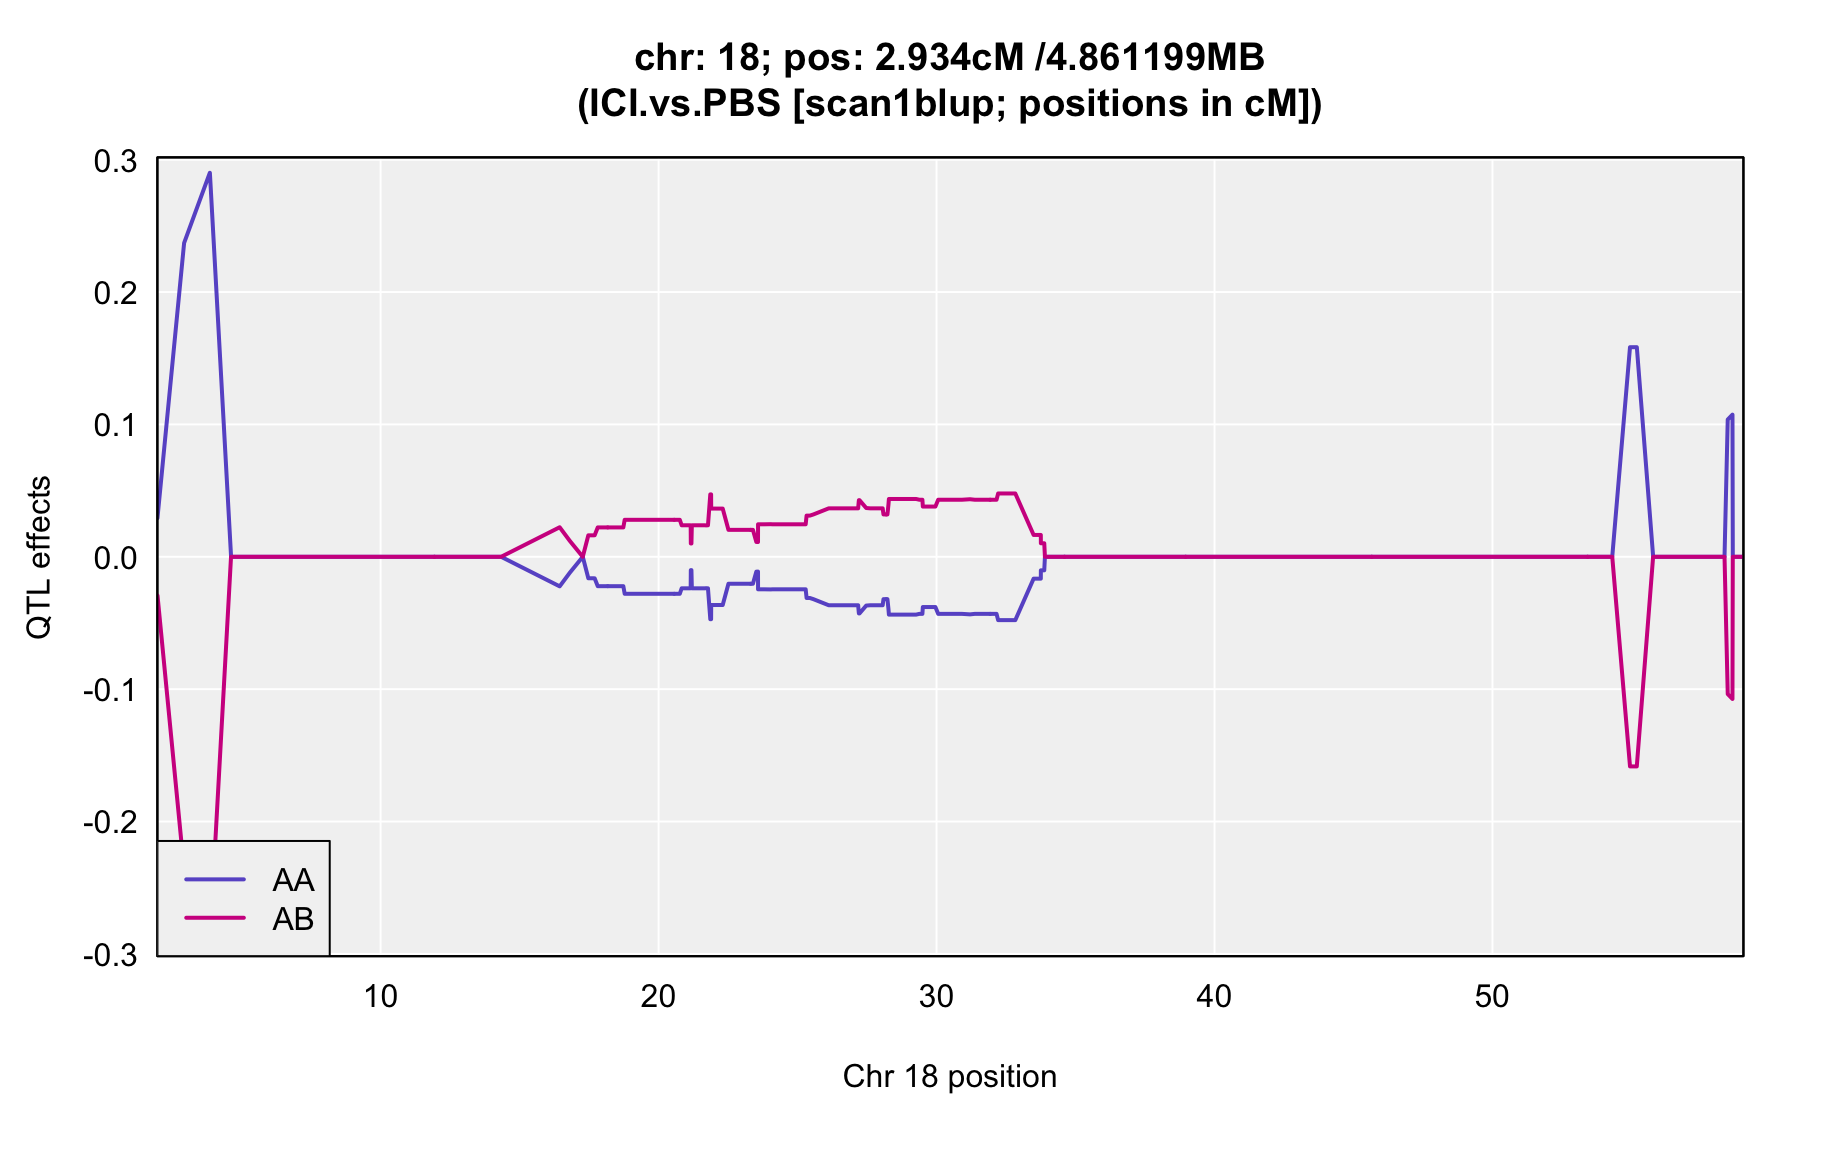 chr: 18; pos: 2.934cM /4.861199MB
(ICI.vs.PBS [scan1blup; positions in cM])
0.3
0.2
0.1
0.0
-0.1
-0.2
-0.3
QTL effects
AA
AB
10
20
30
40
50
Chr 18 position